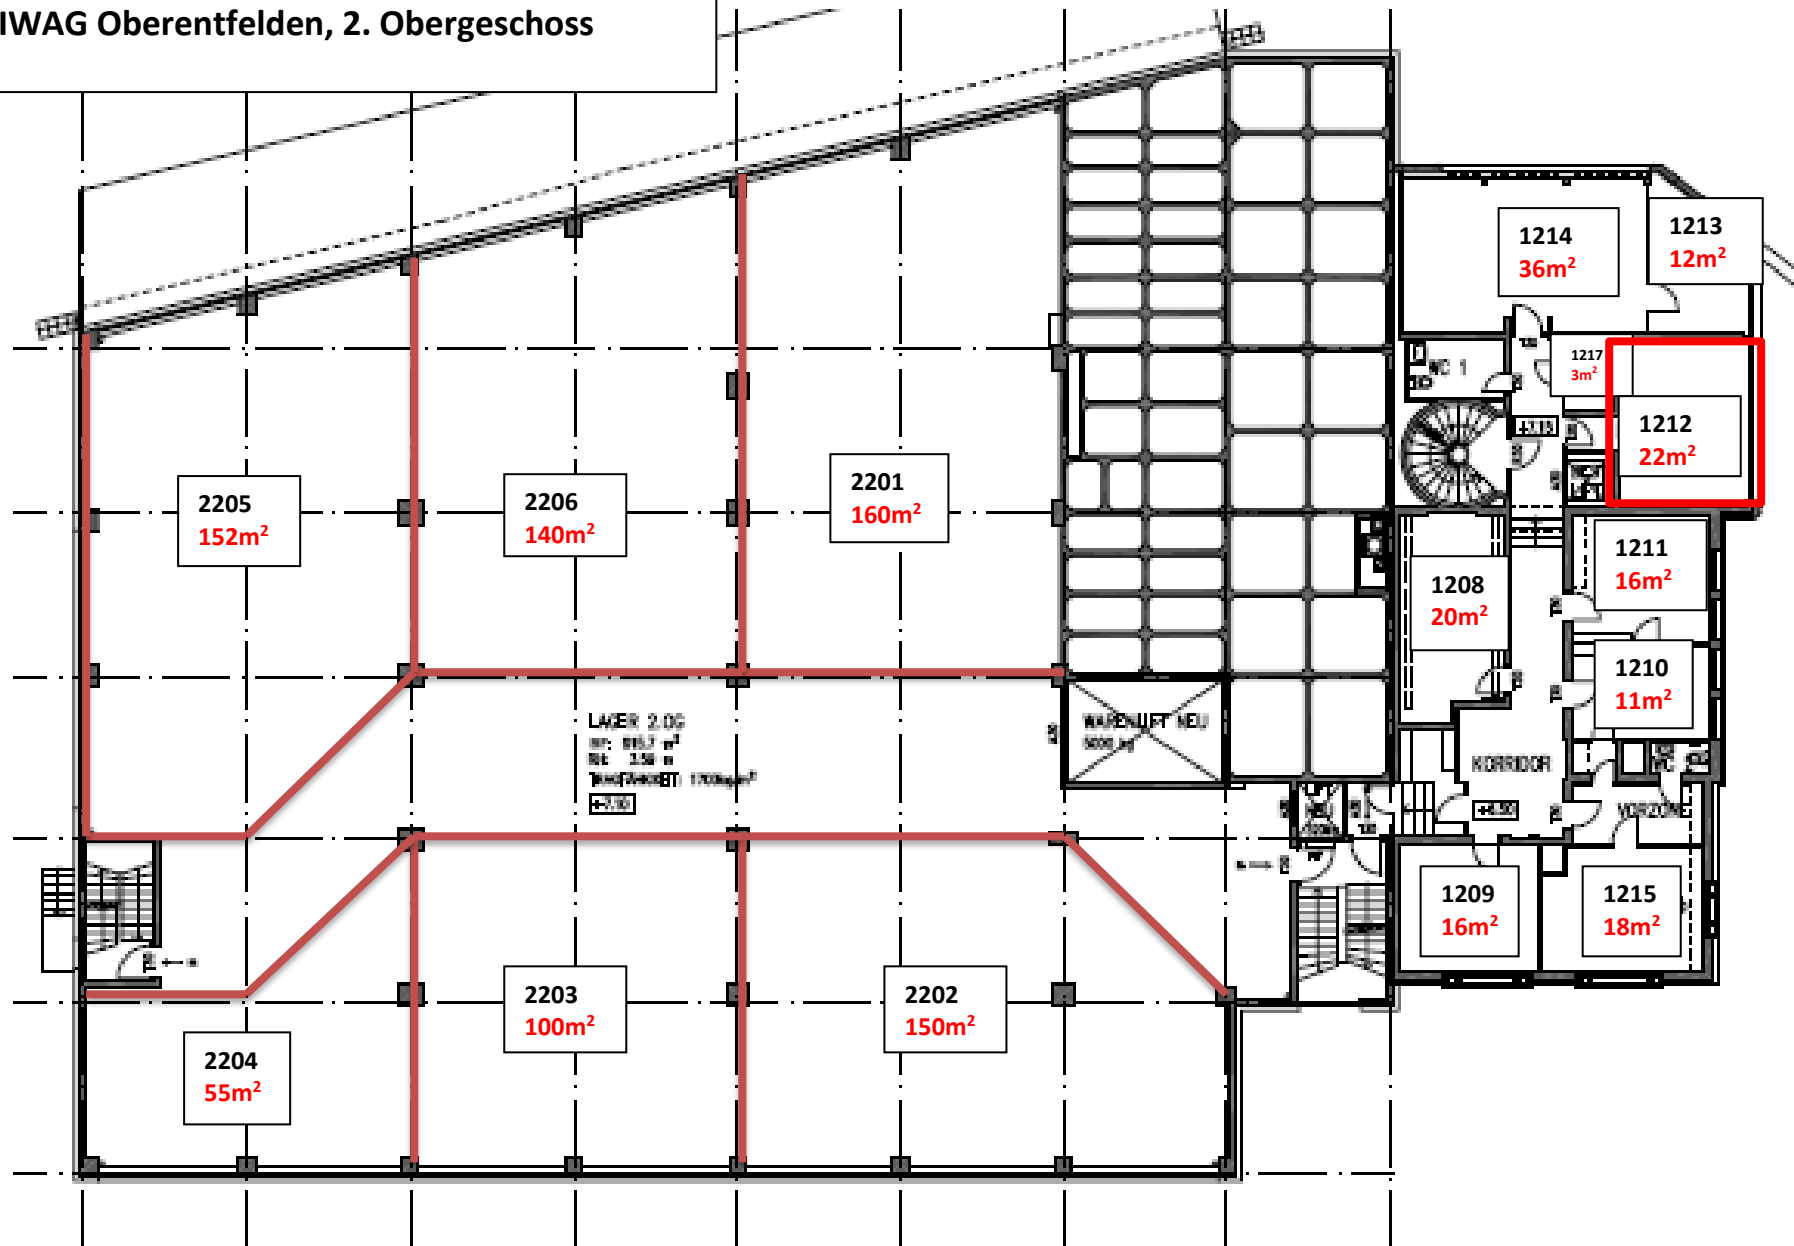 IWAG Oberentfelden, 2. Obergeschoss
1214
36m²
1213
12m²
1217
3m²
WC 1
1212
22m²
2205
152m²
2206
140m²
2201
160m²
1211
16m²
1208
20m²
1210
11m²
LAGER 2.OG
WARENLIFT NEU
KORRIDOR
VORZONE
1209
16m²
1215
18m²
2204
55m²
2203
100m²
2202
150m²